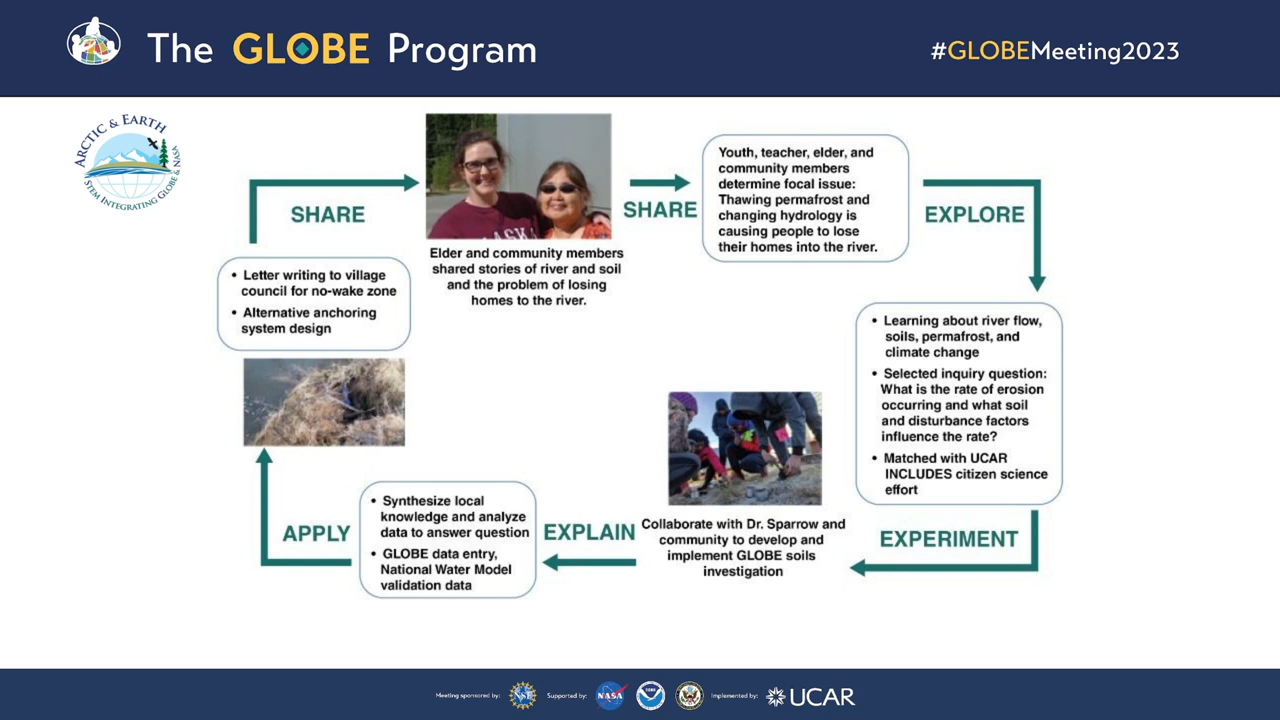 The GLOBE Program
#GLOBEMeeting2023
ARCTIC & EARTH
STEM INTEGRATING GLOBE & NASA
SHARE
Elder and community members
shared stories of river and soil
and the problem of losing
homes to the river.
SHARE
Youth, teacher, elder, and
community members
determine focal issue:
Thawing permafrost and
changing hydrology is
causing people to lose
their homes into the river.
EXPLORE
• Learning about river flow,
soils, permafrost, and
climate change
• Selected inquiry question:
What is the rate of erosion
occurring and what soil
and disturbance factors
influence the rate?
• Matched with UCAR
INCLUDES citizen science
effort
EXPERIMENT
Collaborate with Dr. Sparrow and
community to develop and
implement GLOBE soils
investigation
EXPLAIN
• Synthesize local
knowledge and analyze
data to answer question
• GLOBE data entry,
National Water Model
validation data
APPLY
• Letter writing to village
council for no-wake zone
• Alternative anchoring
system design
Meeting sponsored by:
NSF
Supported by:
NASA
Implemented by:
UCAR